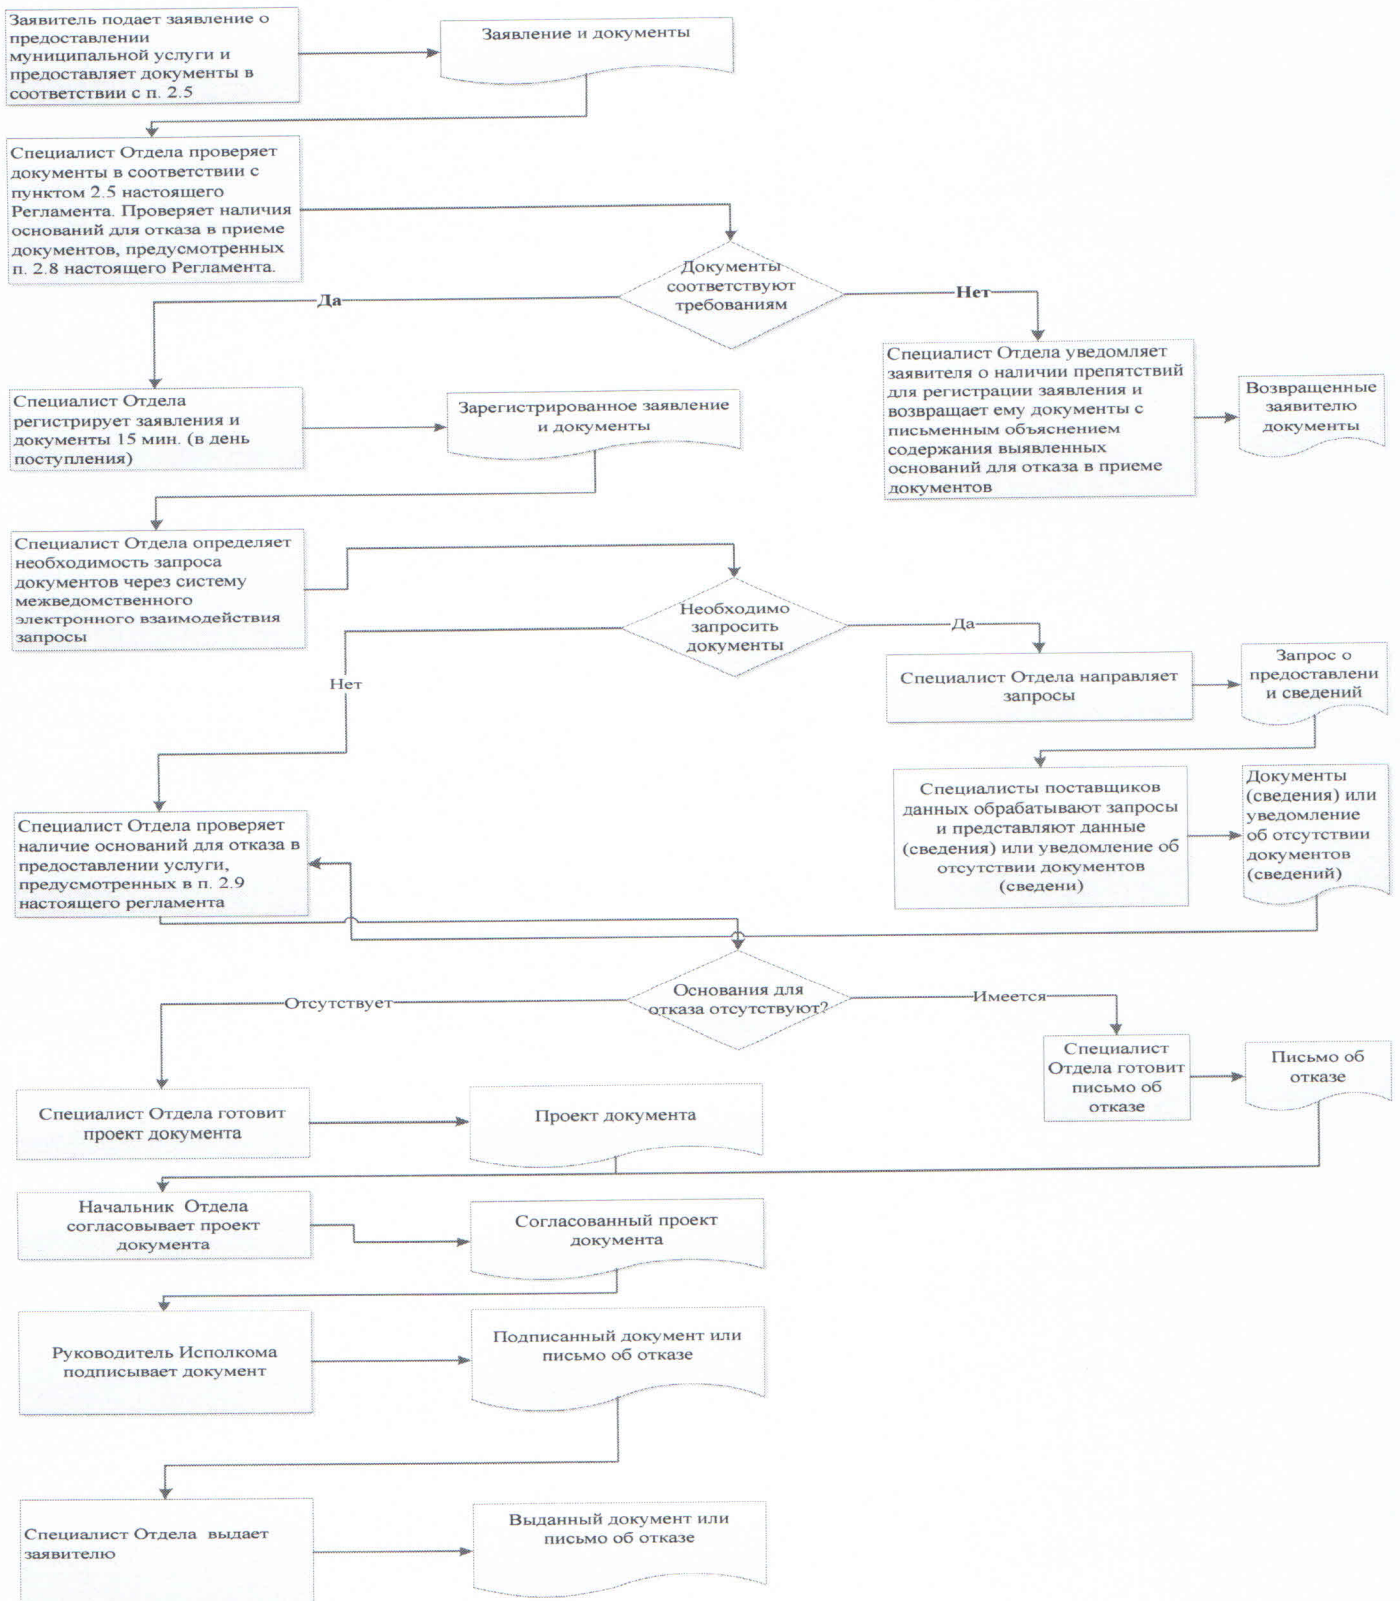 Заявитель подает заявление о
предоставлении
муниципальной услуги и
предоставляет документы в
соответствии с п. 2.5
Заявление и документы
Специалист Отдела проверяет
документы в соответствии с
пунктом 2.5 настоящего
Регламента. Проверяет наличия
оснований для отказа в приеме
документов, предусмотренных
п. 2.8 настоящего Регламента.
Документы
соответствуют
требованиям
Да
Нет
Специалист Отдела
регистрирует заявления и
документы 15 мин. (в день
поступления)
Зарегистрированное заявление
и документы
Специалист Отдела уведомляет
заявителя о наличии препятствий
для регистрации заявления и
возвращает ему документы с
письменным объяснением
содержания выявленных
оснований для отказа в приеме
документов
Возвращенные
заявителю
документы
Специалист Отдела определяет
необходимость запроса
документов через систему
межведомственного
электронного взаимодействия
запросы
Необходимо
запросить
документы
Да
Нет
Специалист Отдела направляет
запросы
Запрос о
предоставлени
и сведений
Специалисты поставщиков
данных обрабатывают запросы
и представляют данные
(сведения) или уведомление об
отсутствии документов
(сведени)
Документы
(сведения) или
уведомление
об отсутствии
документов
(сведений)
Специалист Отдела проверяет
наличие оснований для отказа в
предоставлении услуги,
предусмотренных в п. 2.9
настоящего регламента
Основания для
отказа отсутствуют?
Отсутствует
Имеется
Специалист
Отдела готовит
письмо об
отказе
Письмо об
отказе
Специалист Отдела готовит
проект документа
Проект документа
Начальник Отдела
согласовывает проект
документа
Согласованный проект
документа
Руководитель Исполкома
подписывает документ
Подписанный документ или
письмо об отказе
Специалист Отдела выдает
заявителю
Выданный документ или
письмо об отказе